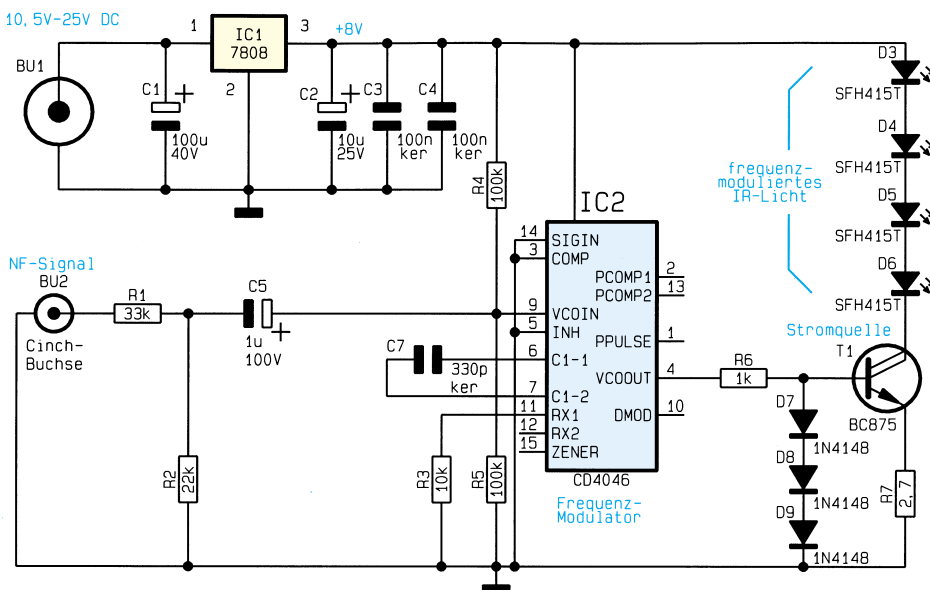 10,5V-25V DC
BU1
1
IC1
7808
3
2
+8V
C1
+
100u
40V
C2
+
10u
25V
C3
100n
ker
C4
100n
ker
R4
100k
D3
SFH415T
D4
SFH415T
D5
SFH415T
D6
SFH415T
frequenz-
moduliertes
IR-Licht
NF-Signal
BU2
Cinch-
Buchse
R1
33k
C5
+
1u
100V
R2
22k
C7
330p
ker
R3
10k
R5
100k
IC2
14
SIGIN
3
COMP
9
VCOIN
5
INH
6
C1-1
7
C1-2
11
RX1
12
RX2
15
ZENER
PCOMP1
2
PCOMP2
13
PPULSE
1
VCOOUT
4
DMOD
10
CD4046
Frequenz-
Modulator
R6
1k
Stromquelle
T1
BC875
D7
1N4148
D8
1N4148
D9
1N4148
R7
2,7